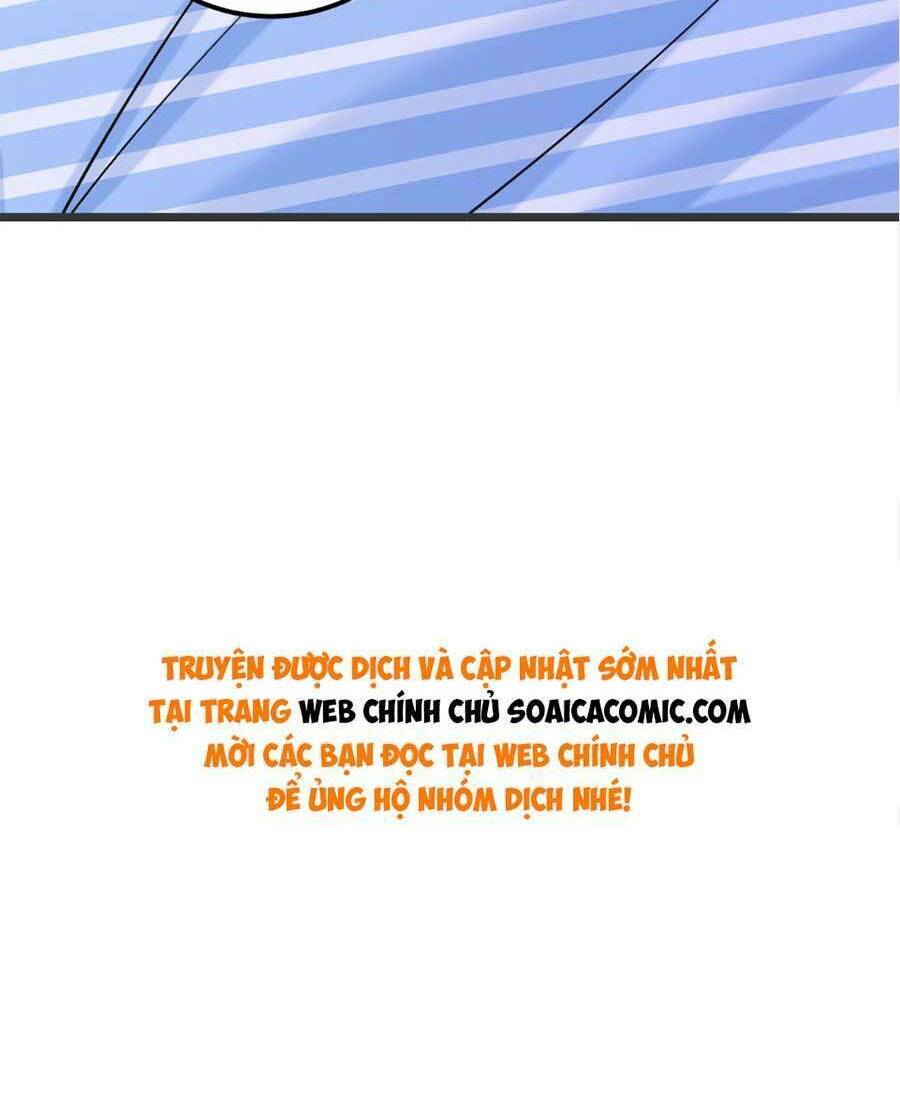 TRUYỆN ĐƯỢC DỊCH VÀ CẬP NHẬT SỚM NHẤT
TẠI TRANG WEB CHÍNH CHỦ SOAICACOMIC.COM
MỜI CÁC BẠN ĐỌC TẠI WEB CHÍNH CHỦ
ĐỂ ỦNG HỘ NHÓM DỊCH NHÉ!